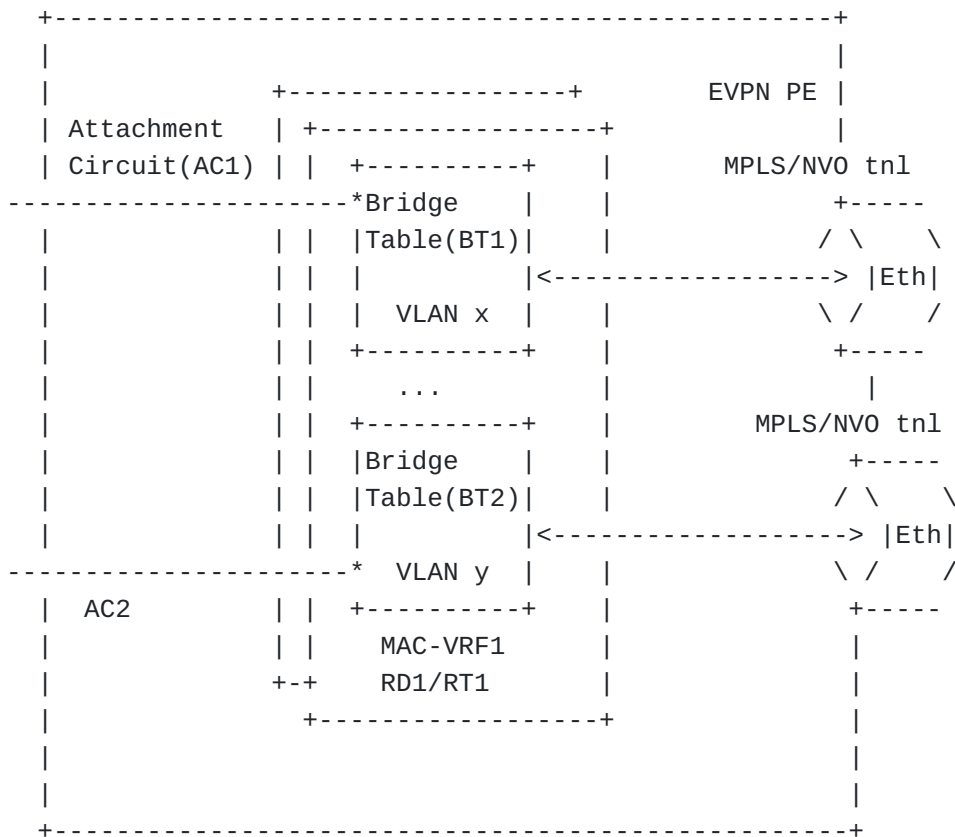 EVPN PE
Attachment
Circuit(AC1)
MPLS/NVO tnl
Bridge
Table(BT1)
Eth
VLAN x
...
MPLS/NVO tnl
Bridge
Table(BT2)
Eth
VLAN y
AC2
MAC-VRF1
RD1/RT1